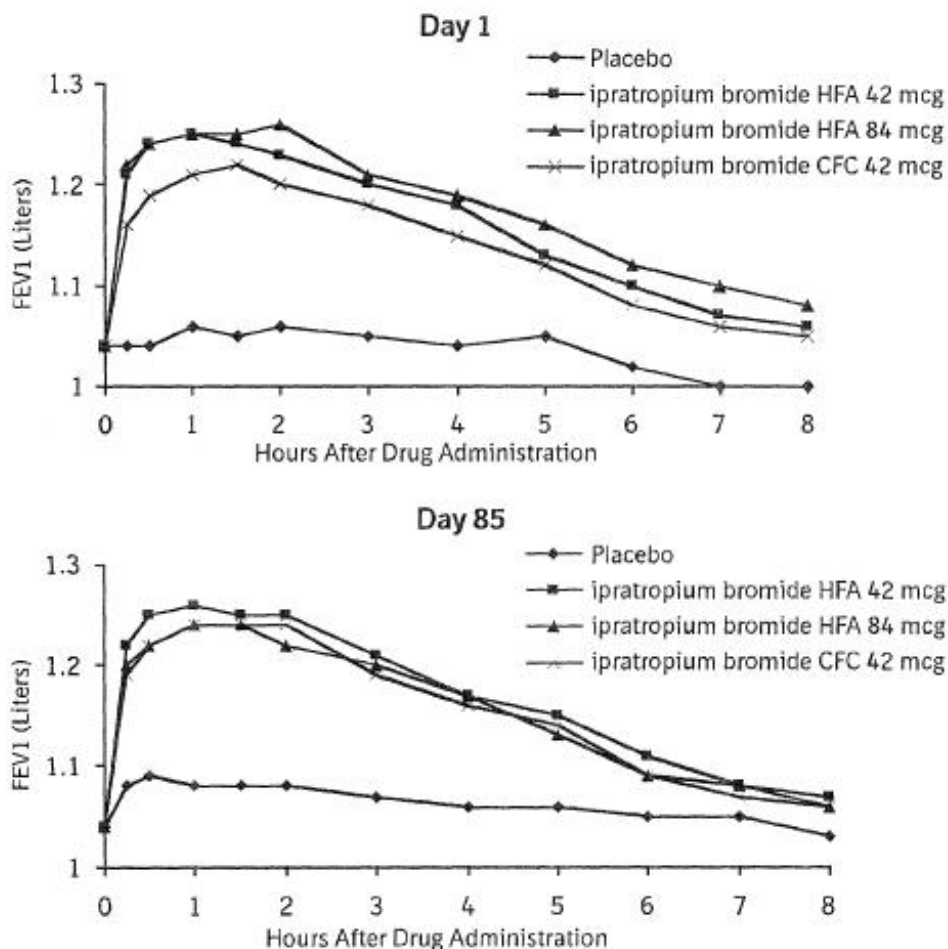 Day 1
Placebo
ipratropium bromide HFA 42 mcg
ipratropium bromide HFA 84 mcg
ipratropium bromide CFC 42 mcg
FEV1 (Liters)
1.3
1.2
1.1
1
0 1 2 3 4 5 6 7 8
Hours After Drug Administration
Day 85
Placebo
ipratropium bromide HFA 42 mcg
ipratropium bromide HFA 84 mcg
ipratropium bromide CFC 42 mcg
FEV1 (Liters)
1.3
1.2
1.1
1
0 1 2 3 4 5 6 7 8
Hours After Drug Administration